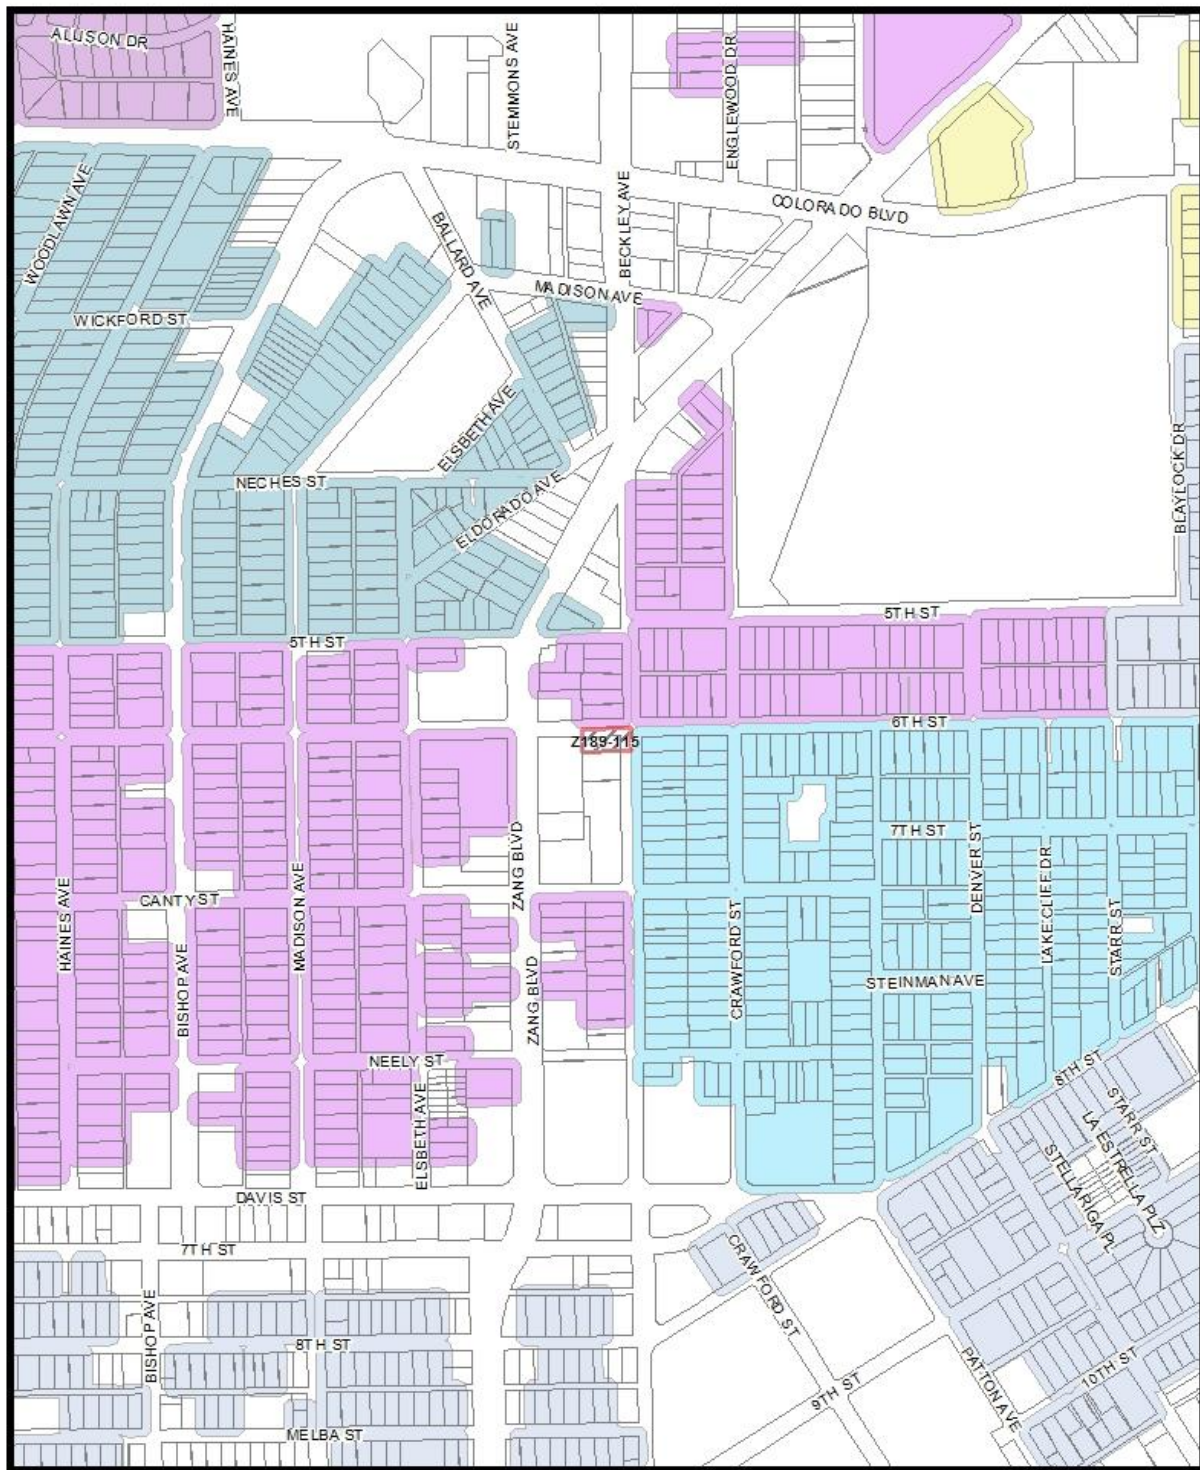 ALLISON DR
HAINES AVE
STEMMONS AVE
ENGLEWOOD DR
WOODLAWN AVE
BALLARD AVE
BECKLEY AVE
COLORADO BLVD
MADISON AVE
WICKFORD ST
ELSBETH AVE
NECHES ST
ELDORADO AVE
BLAYLOCK DR
5TH ST
5TH ST
6TH ST
Z189-115
ZANG BLVD
7TH ST
DENVER ST
LAKE CLIFF DR
HAINES AVE
CANTY ST
MADISON AVE
BISHOP AVE
CRAWFORD ST
STARR ST
ZANG BLVD
STEINMAN AVE
NEELY ST
ELSBETH AVE
8TH ST
STARR ST
LA ESTRELLA PLZ
STELLARIGA PL
DAVIS ST
7TH ST
CRAWFORD ST
BISHOP AVE
8TH ST
9TH ST
PATTON AVE
10TH ST
MELBA ST